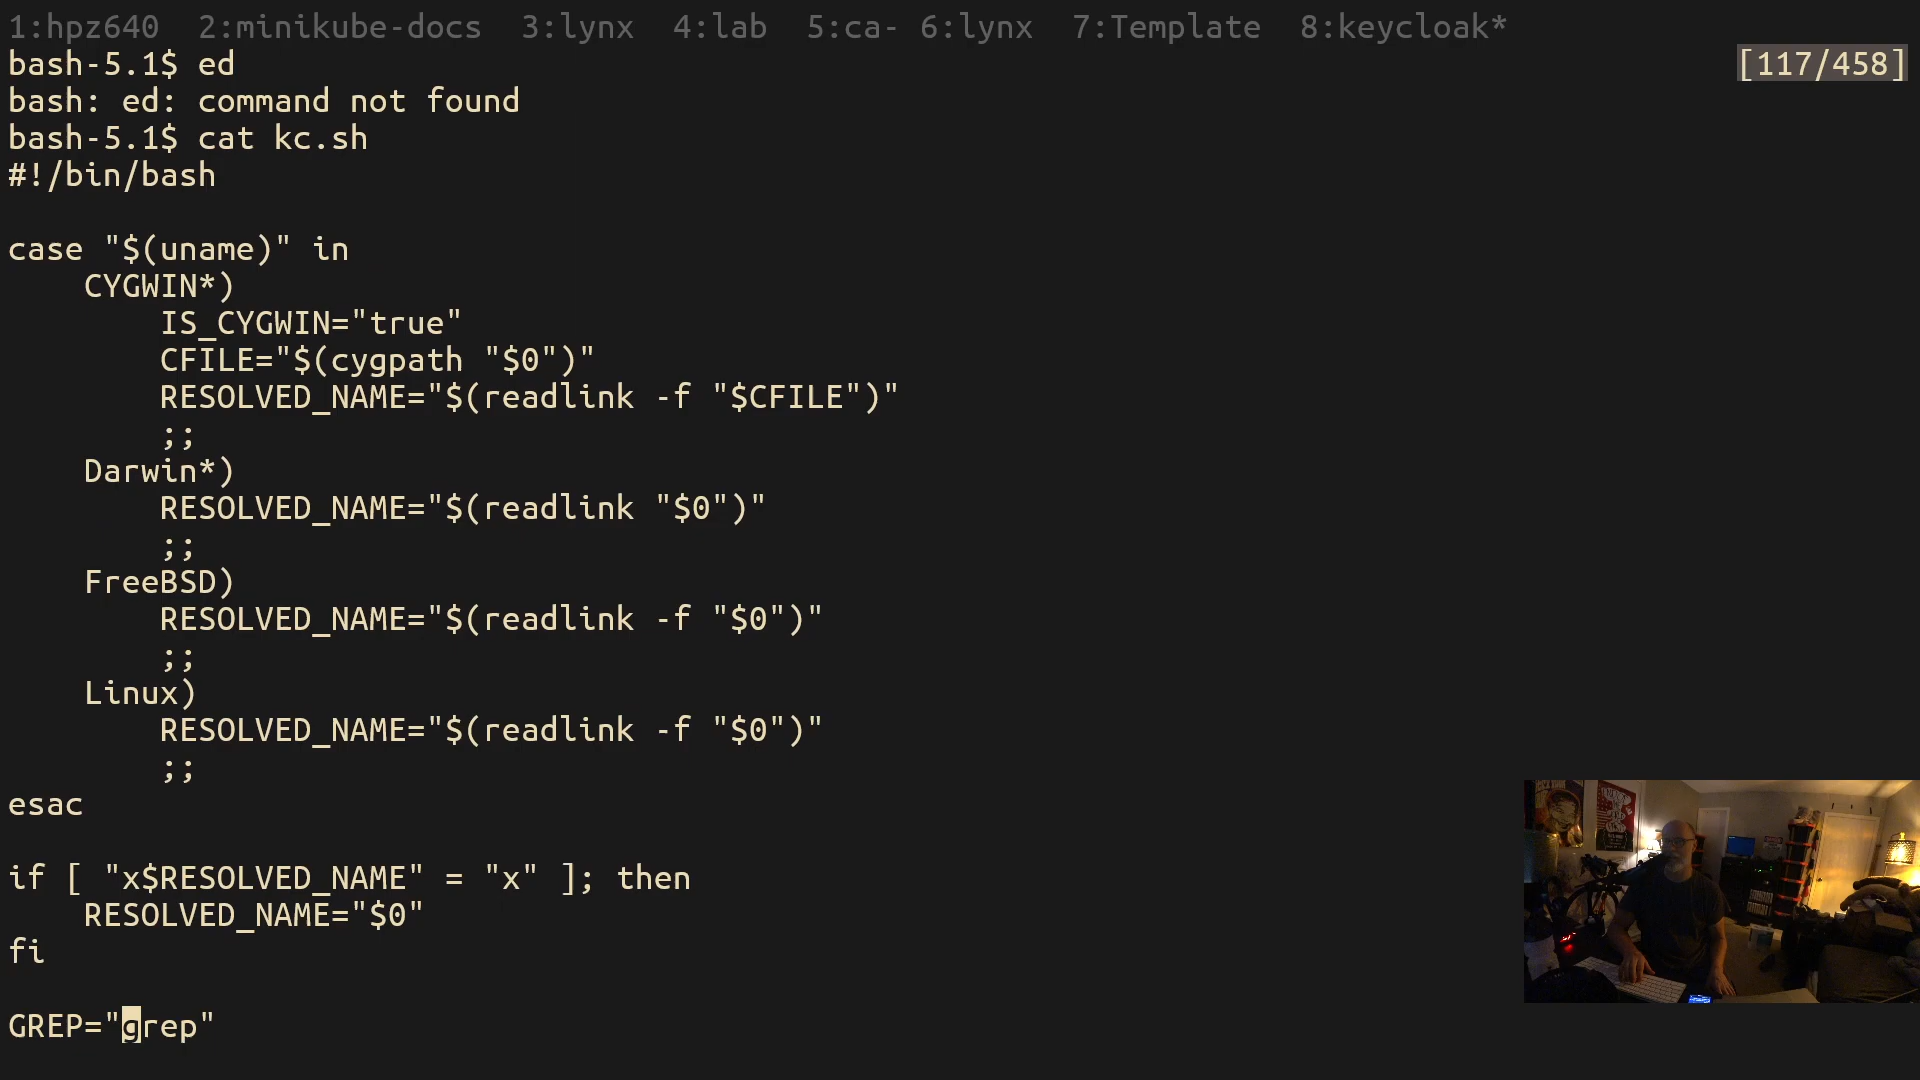 1:hpz640  2:minikube-docs  3:lynx  4:lab  5:ca- 6:lynx  7:Template  8:keycloak*
bash-5.1$ ed
[117/458]
bash: ed: command not found
bash-5.1$ cat kc.sh
#!/bin/bash
case "$(uname)" in
    CYGWIN*)
        IS_CYGWIN="true"
        CFILE="$(cygpath "$0")"
        RESOLVED_NAME="$(readlink -f "$CFILE")"
        ;;
    Darwin*)
        RESOLVED_NAME="$(readlink "$0")"
        ;;
    FreeBSD)
        RESOLVED_NAME="$(readlink -f "$0")"
        ;;
    Linux)
        RESOLVED_NAME="$(readlink -f "$0")"
        ;;
esac
if [ "x$RESOLVED_NAME" = "x" ]; then
    RESOLVED_NAME="$0"
fi
GREP="grep"